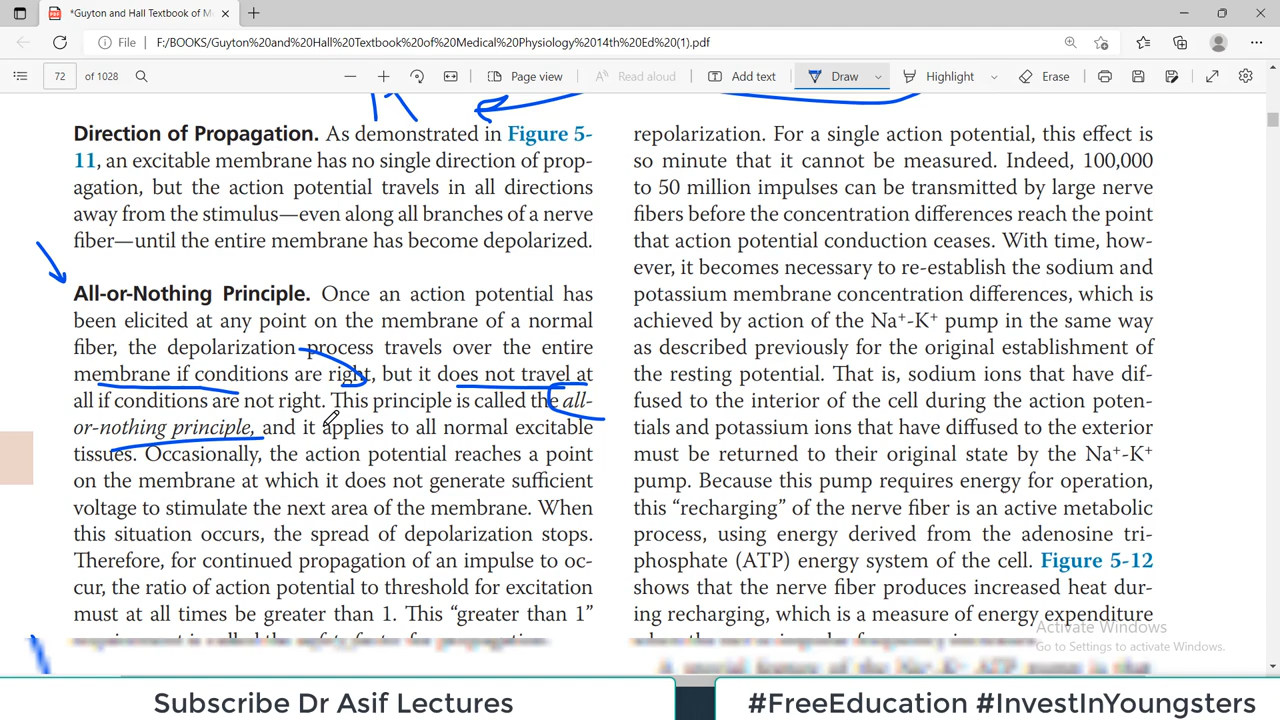 *Guyton and Hall Textbook of M
File
F:/BOOKS/Guyton%20and%20Hall%20Textbook%20of%20Medical%20Physiology%2014th%20Ed%20(1).pdf
72 of 1028
Page view
Read aloud
Add text
Draw
Highlight
Erase
Direction of Propagation. As demonstrated in Figure 5-
11, an excitable membrane has no single direction of prop-
agation, but the action potential travels in all directions
away from the stimulus—even along all branches of a nerve
fiber—until the entire membrane has become depolarized.
All-or-Nothing Principle. Once an action potential has
been elicited at any point on the membrane of a normal
fiber, the depolarization process travels over the entire
membrane if conditions are right, but it does not travel at
all if conditions are not right. This principle is called the all-
or-nothing principle, and it applies to all normal excitable
tissues. Occasionally, the action potential reaches a point
on the membrane at which it does not generate sufficient
voltage to stimulate the next area of the membrane. When
this situation occurs, the spread of depolarization stops.
Therefore, for continued propagation of an impulse to oc-
cur, the ratio of action potential to threshold for excitation
must at all times be greater than 1. This “greater than 1”
requirement is called the safety factor for propagation.
repolarization. For a single action potential, this effect is
so minute that it cannot be measured. Indeed, 100,000
to 50 million impulses can be transmitted by large nerve
fibers before the concentration differences reach the point
that action potential conduction ceases. With time, how-
ever, it becomes necessary to re-establish the sodium and
potassium membrane concentration differences, which is
achieved by action of the Na⁺-K⁺ pump in the same way
as described previously for the original establishment of
the resting potential. That is, sodium ions that have dif-
fused to the interior of the cell during the action poten-
tials and potassium ions that have diffused to the exterior
must be returned to their original state by the Na⁺-K⁺
pump. Because this pump requires energy for operation,
this “recharging” of the nerve fiber is an active metabolic
process, using energy derived from the adenosine tri-
phosphate (ATP) energy system of the cell. Figure 5-12
shows that the nerve fiber produces increased heat dur-
ing recharging, which is a measure of energy expenditure
A special feature of the Na⁺-K⁺ ATP pump is that
Activate Windows
Go to Settings to activate Windows.
Subscribe Dr Asif Lectures
#FreeEducation #InvestInYoungsters